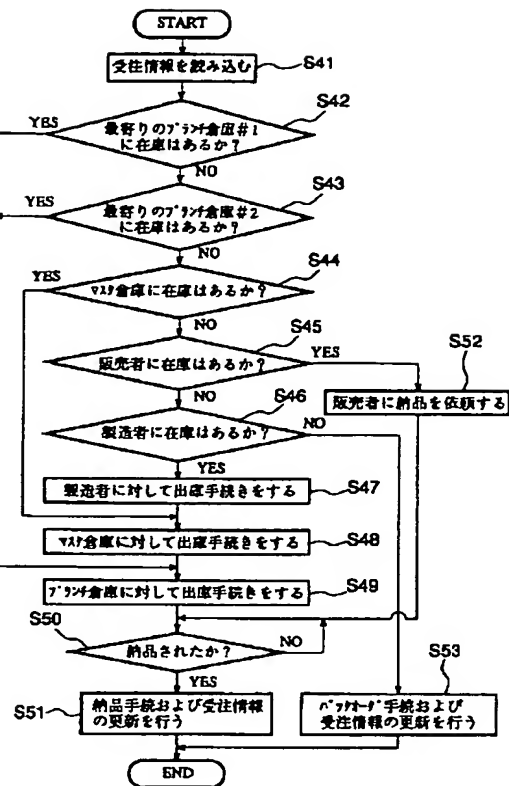 START
受注情報を読み込む
S41
S42
YES
最寄りのブランチ倉庫#1
に在庫はあるか?
NO
S43
YES
最寄りのブランチ倉庫#2
に在庫はあるか?
NO
S44
YES
マスタ倉庫に在庫はあるか?
NO
S45
販売者に在庫はあるか?
YES
S52
NO
販売者に納品を依頼する
S46
製造者に在庫はあるか?
NO
YES
製造者に対して出庫手続きをする
S47
マスタ倉庫に対して出庫手続きをする
S48
ブランチ倉庫に対して出庫手続きをする
S49
S50
納品されたか?
NO
YES
S53
S51
納品手続および受注情報
の更新を行う
バックオーダ手続および
受注情報の更新を行う
END